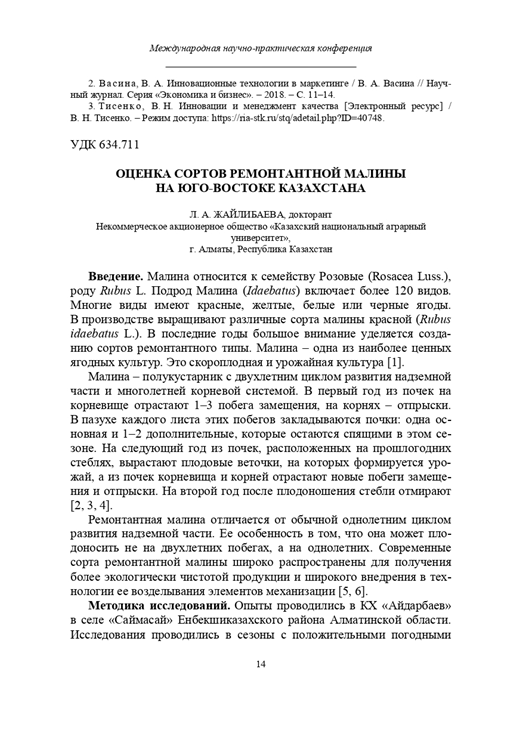 Международная научно-практическая конференция
2. Васина, В. А. Инновационные технологии в маркетинге / В. А. Васина // Науч-
ный журнал. Серия «Экономика и бизнес». – 2018. – С. 11–14.
3. Тисенко, В. Н. Инновации и менеджмент качества [Электронный ресурс] /
В. Н. Тисенко. – Режим доступа: https://ria-stk.ru/stq/adetail.php?ID=40748.
УДК 634.711
ОЦЕНКА СОРТОВ РЕМОНТАНТНОЙ МАЛИНЫ
НА ЮГО-ВОСТОКЕ КАЗАХСТАНА
Л. А. ЖАЙЛИБАЕВА, докторант
Некоммерческое акционерное общество «Казахский национальный аграрный
университет»,
г. Алматы, Республика Казахстан
Введение. Малина относится к семейству Розовые (Rosacea Luss.),
роду Rubus L. Подрод Малина (Idaebatus) включает более 120 видов.
Многие виды имеют красные, желтые, белые или черные ягоды.
В производстве выращивают различные сорта малины красной (Rubus
idaebatus L.). В последние годы большое внимание уделяется созда-
нию сортов ремонтантного типы. Малина – одна из наиболее ценных
ягодных культур. Это скороплодная и урожайная культура [1].
Малина – полукустарник с двухлетним циклом развития надземной
части и многолетней корневой системой. В первый год из почек на
корневище отрастают 1–3 побега замещения, на корнях – отпрыски.
В пазухе каждого листа этих побегов закладываются почки: одна ос-
новная и 1–2 дополнительные, которые остаются спящими в этом се-
зоне. На следующий год из почек, расположенных на прошлогодних
стеблях, вырастают плодовые веточки, на которых формируется уро-
жай, а из почек корневища и корней отрастают новые побеги замеще-
ния и отпрыски. На второй год после плодоношения стебли отмирают
[2, 3, 4].
Ремонтантная малина отличается от обычной однолетним циклом
развития надземной части. Ее особенность в том, что она может пло-
доносить не на двухлетних побегах, а на однолетних. Современные
сорта ремонтантной малины широко распространены для получения
более экологически чистотой продукции и широкого внедрения в тех-
нологии ее возделывания элементов механизации [5, 6].
Методика исследований. Опыты проводились в КХ «Айдарбаев»
в селе «Саймасай» Енбекшиказахского района Алматинской области.
Исследования проводились в сезоны с положительными погодными
14